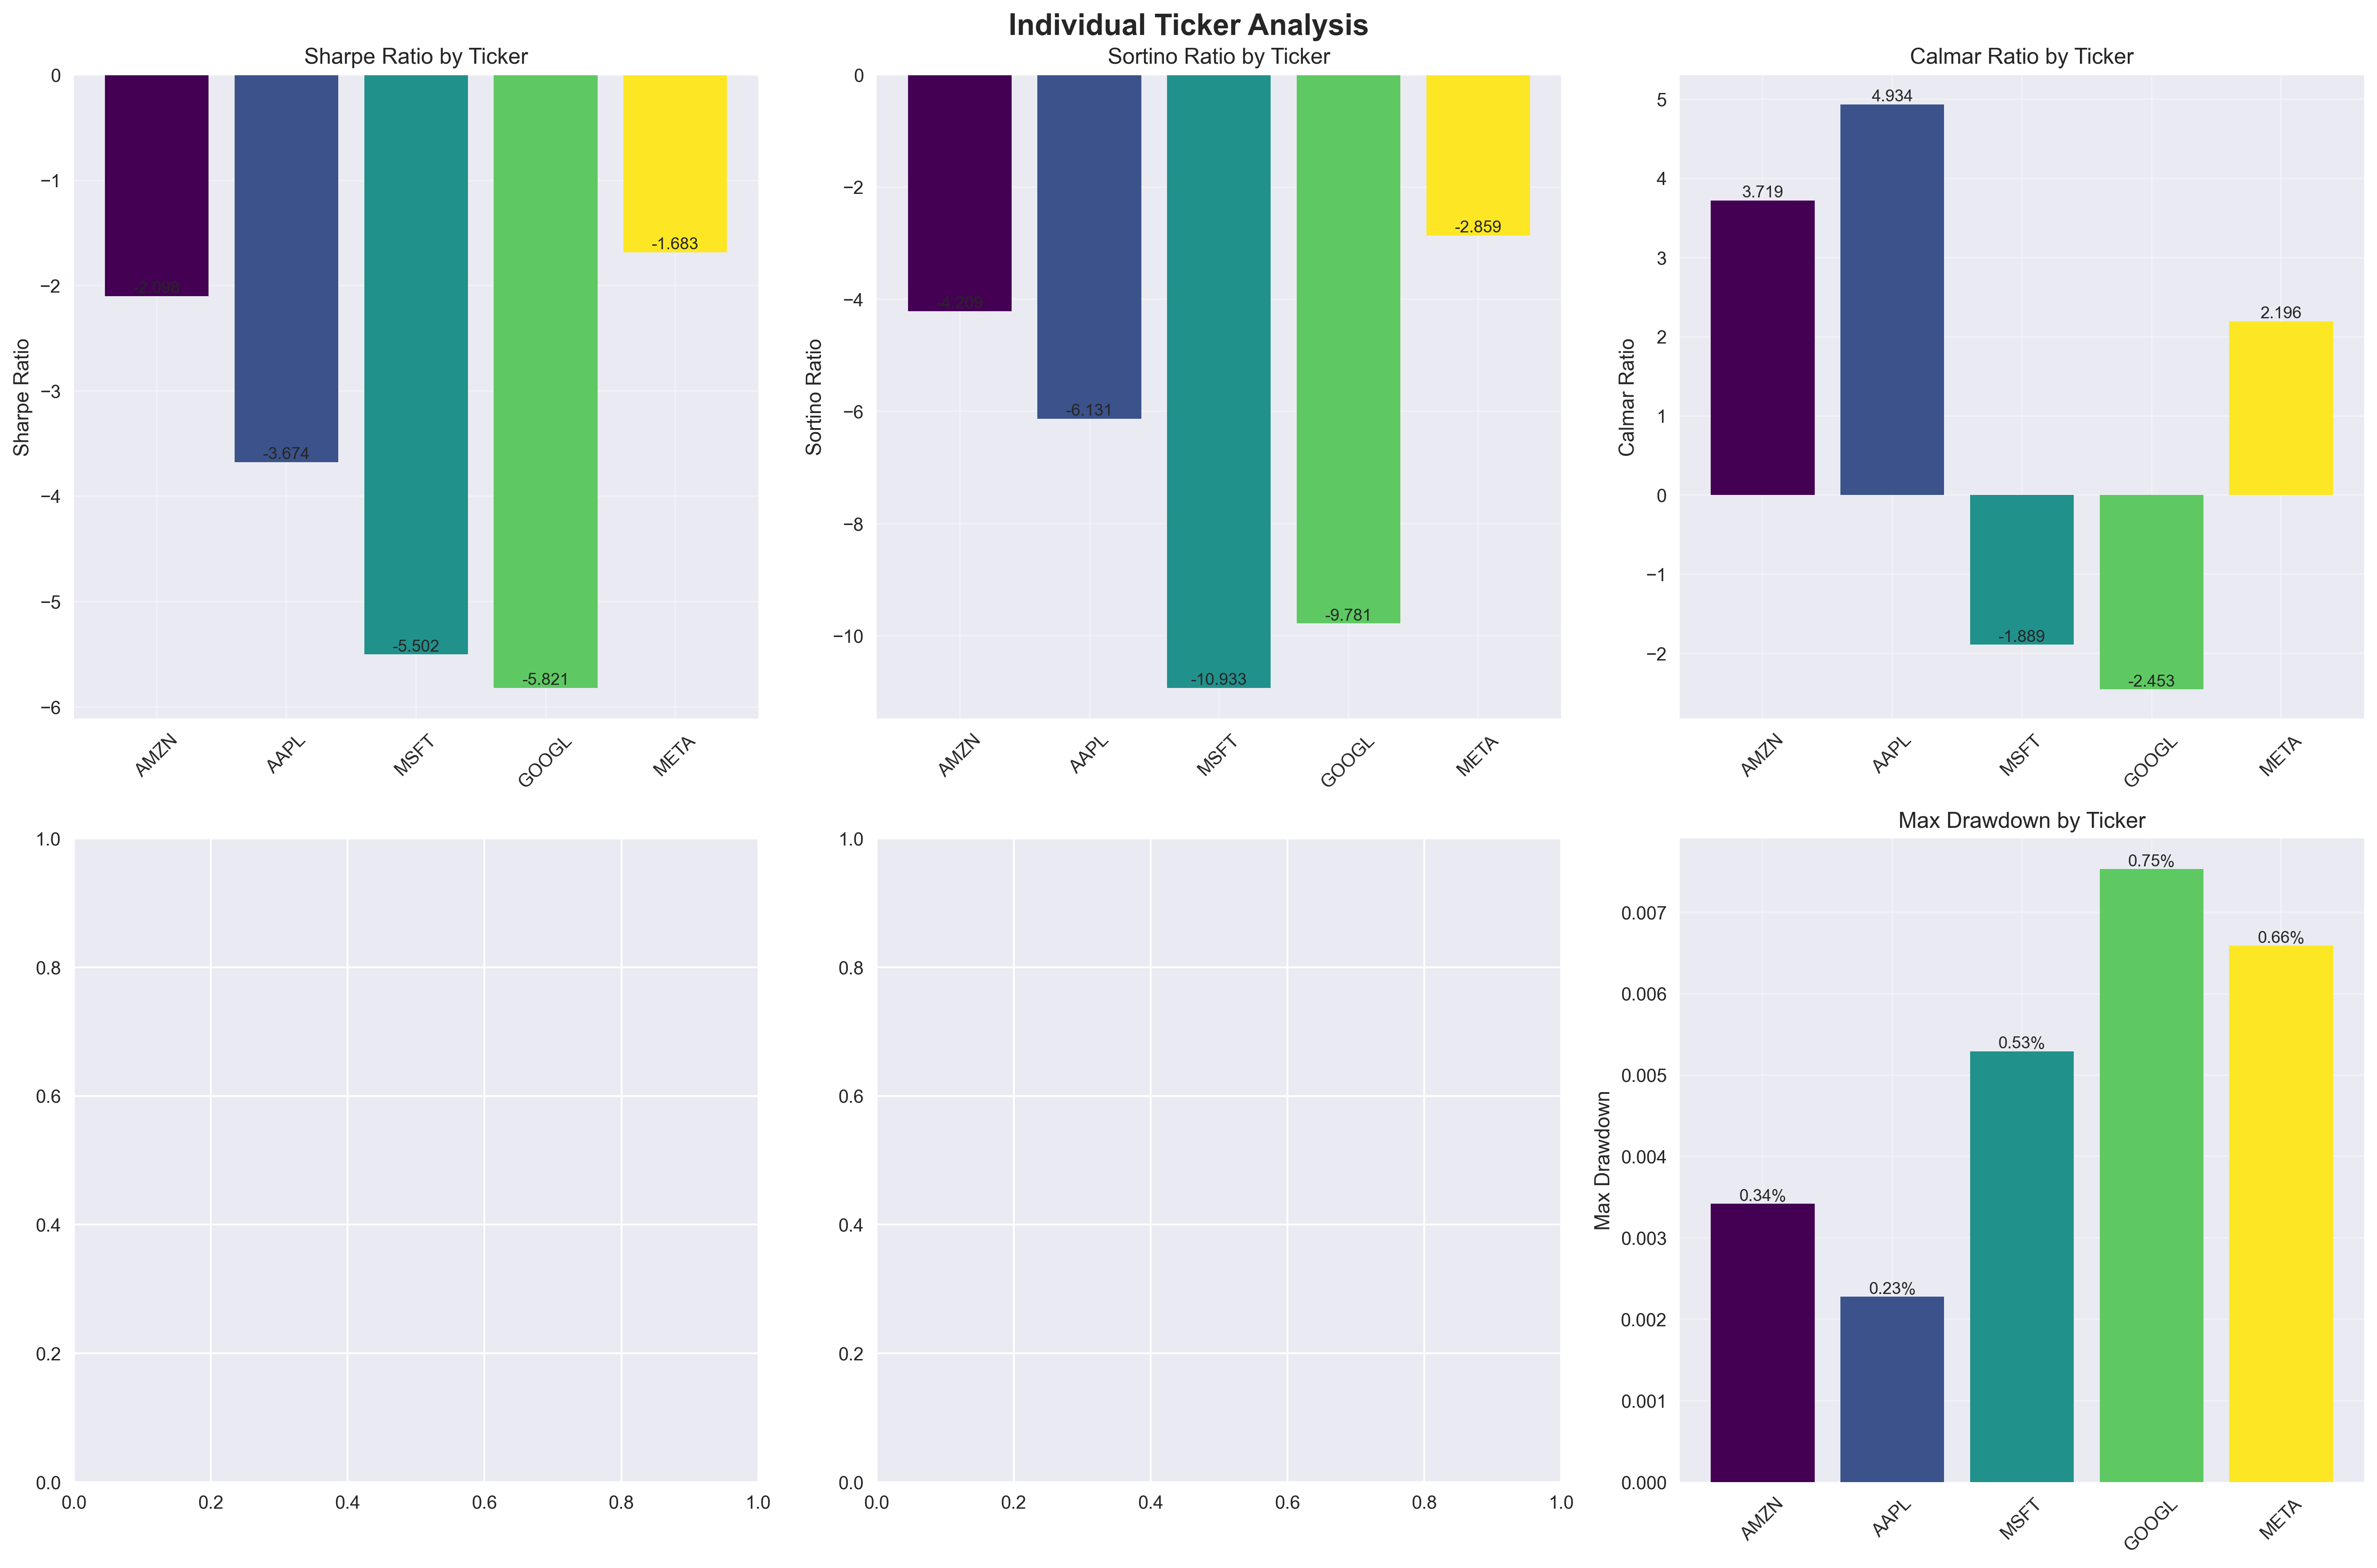 Individual Ticker Analysis
Sharpe Ratio by Ticker
0
−1
−2
−3
−4
−5
−6
Sharpe Ratio
-2.098
-3.674
-5.502
-5.821
-1.683
AMZN
AAPL
MSFT
GOOGL
META
Sortino Ratio by Ticker
0
−2
−4
−6
−8
−10
Sortino Ratio
-4.209
-6.131
-10.933
-9.781
-2.859
AMZN
AAPL
MSFT
GOOGL
META
Calmar Ratio by Ticker
5
4
3
2
1
0
−1
−2
Calmar Ratio
3.719
4.934
-1.889
-2.453
2.196
AMZN
AAPL
MSFT
GOOGL
META
1.0
0.8
0.6
0.4
0.2
0.0
0.0 0.2 0.4 0.6 0.8 1.0
1.0
0.8
0.6
0.4
0.2
0.0
0.0 0.2 0.4 0.6 0.8 1.0
Max Drawdown by Ticker
0.007
0.006
0.005
0.004
0.003
0.002
0.001
0.000
Max Drawdown
0.34%
0.23%
0.53%
0.75%
0.66%
AMZN
AAPL
MSFT
GOOGL
META